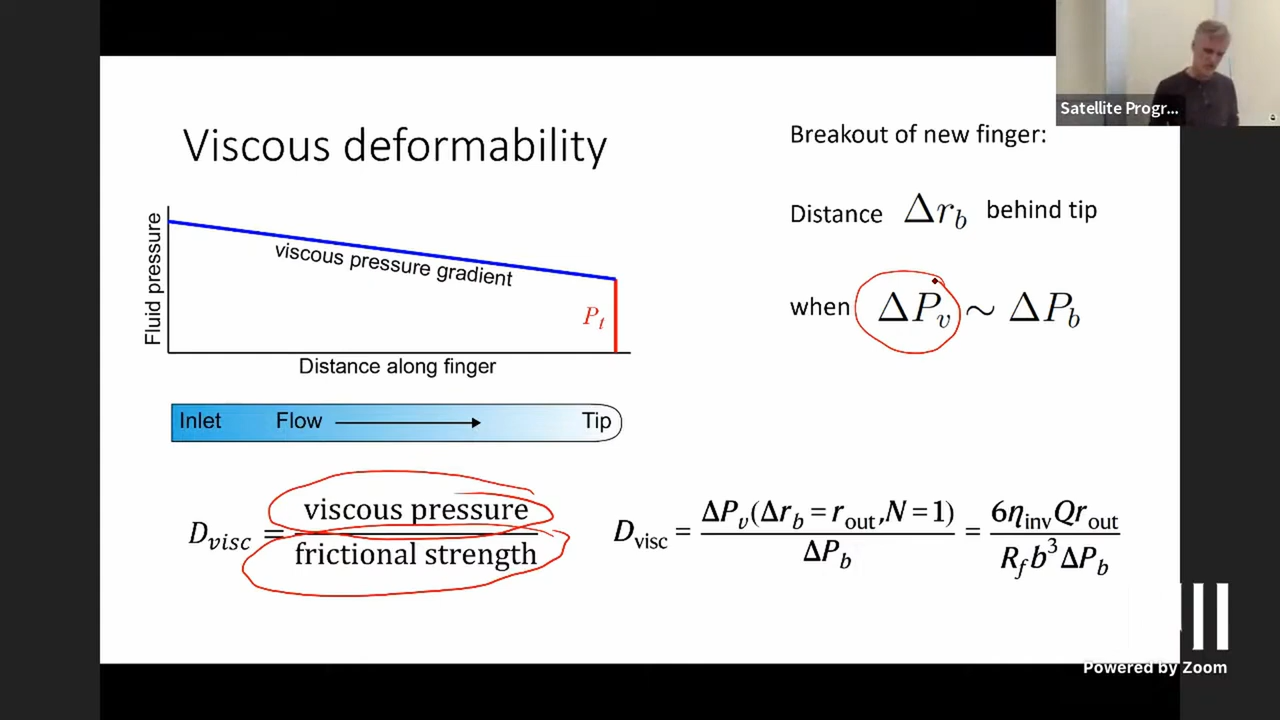 Satellite Progr...
Viscous deformability
Breakout of new finger:
Distance Δr_b behind tip
when ΔP_v ∼ ΔP_b
Fluid pressure
viscous pressure gradient
P_t
Distance along finger
Inlet Flow Tip
D_visc = viscous pressure / frictional strength
D_visc = ΔP_v(Δr_b = r_out, N = 1) / ΔP_b = 6η_inv Q r_out / R_f b³ ΔP_b
Powered by Zoom